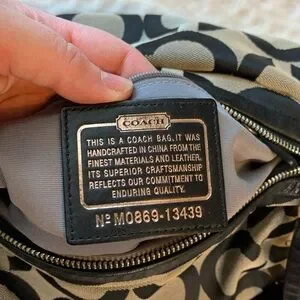 COACH
THIS IS A COACH BAG. IT WAS
HANDCRAFTED IN CHINA FROM THE
FINEST MATERIALS AND LEATHER.
ITS SUPERIOR CRAFTSMANSHIP
REFLECTS OUR COMMITMENT TO
ENDURING QUALITY.
Nº M0869-13439